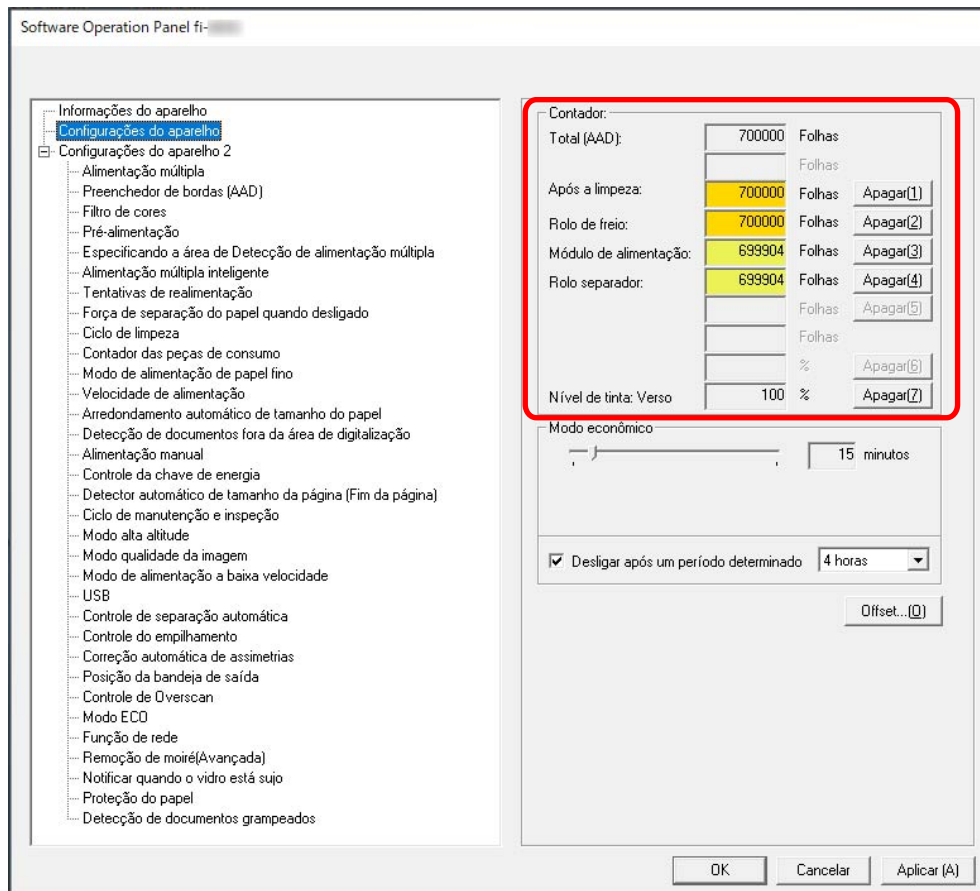 Software Operation Panel fi-
Informações do aparelho
Configurações do aparelho
Configurações do aparelho 2
Alimentação múltipla
Preenchedor de bordas (AAD)
Filtro de cores
Pré-alimentação
Especificando a área de Detecção de alimentação múltipla
Alimentação múltipla inteligente
Tentativas de realimentação
Força de separação do papel quando desligado
Ciclo de limpeza
Contador das peças de consumo
Modo de alimentação de papel fino
Velocidade de alimentação
Arredondamento automático de tamanho do papel
Detecção de documentos fora da área de digitalização
Alimentação manual
Controle da chave de energia
Detector automático de tamanho da página (Fim da página)
Ciclo de manutenção e inspeção
Modo alta altitude
Modo qualidade da imagem
Modo de alimentação a baixa velocidade
USB
Controle de separação automática
Controle do empilhamento
Correção automática de assimetrias
Posição da bandeja de saída
Controle de Overscan
Modo ECO
Função de rede
Remoção de moiré(Avançada)
Notificar quando o vidro está sujo
Proteção do papel
Detecção de documentos grampeados
Contador:
Total (AAD): 700000 Folhas
Folhas
Após a limpeza: 700000 Folhas Apagar(1)
Rolo de freio: 700000 Folhas Apagar(2)
Módulo de alimentação: 699904 Folhas Apagar(3)
Rolo separador: 699904 Folhas Apagar(4)
Folhas Apagar(5)
Folhas
% Apagar(6)
Nível de tinta: Verso 100 % Apagar(7)
Modo econômico
15 minutos
Desligar após um período determinado 4 horas
Offset...(O)
OK Cancelar Aplicar (A)